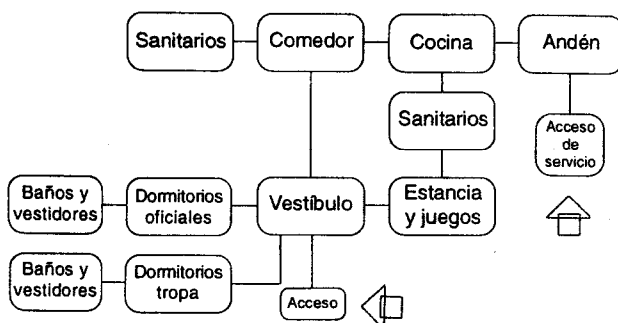 Sanitarios
Comedor
Cocina
Andén
Sanitarios
Acceso
de
servicio
Baños y
vestidores
Dormitorios
oficiales
Vestíbulo
Estancia
y juegos
Baños y
vestidores
Dormitorios
tropa
Acceso